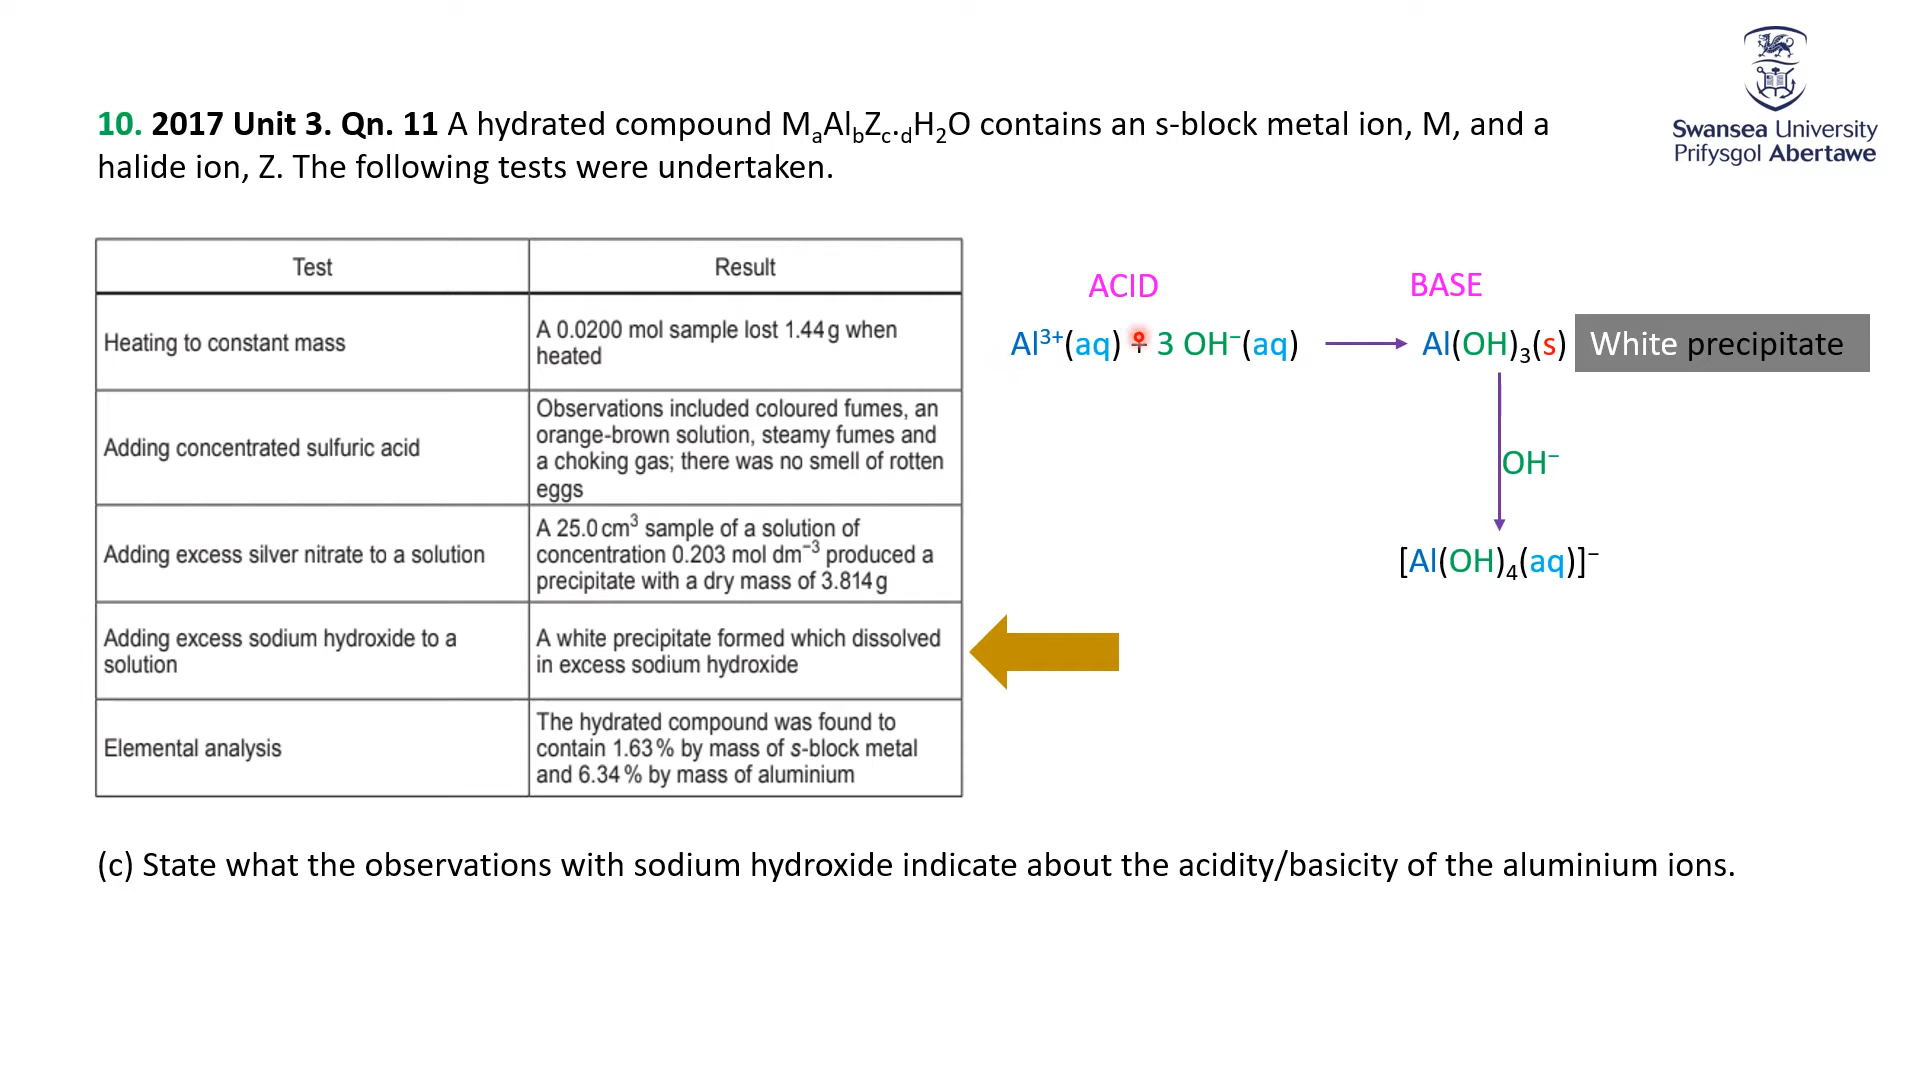 Swansea University
Prifysgol Abertawe
10. 2017 Unit 3. Qn. 11 A hydrated compound MₐAl_bZ_c._dH₂O contains an s-block metal ion, M, and a
halide ion, Z. The following tests were undertaken.
Test Result
Heating to constant mass
A 0.0200 mol sample lost 1.44 g when
heated
Adding concentrated sulfuric acid
Observations included coloured fumes, an
orange-brown solution, steamy fumes and
a choking gas; there was no smell of rotten
eggs
Adding excess silver nitrate to a solution
A 25.0 cm³ sample of a solution of
concentration 0.203 mol dm⁻³ produced a
precipitate with a dry mass of 3.814 g
Adding excess sodium hydroxide to a
solution
A white precipitate formed which dissolved
in excess sodium hydroxide
Elemental analysis
The hydrated compound was found to
contain 1.63 % by mass of s-block metal
and 6.34 % by mass of aluminium
ACID BASE
Al³⁺(aq) + 3 OH⁻(aq) → Al(OH)₃(s) White precipitate
OH⁻
[Al(OH)₄(aq)]⁻
(c) State what the observations with sodium hydroxide indicate about the acidity/basicity of the aluminium ions.